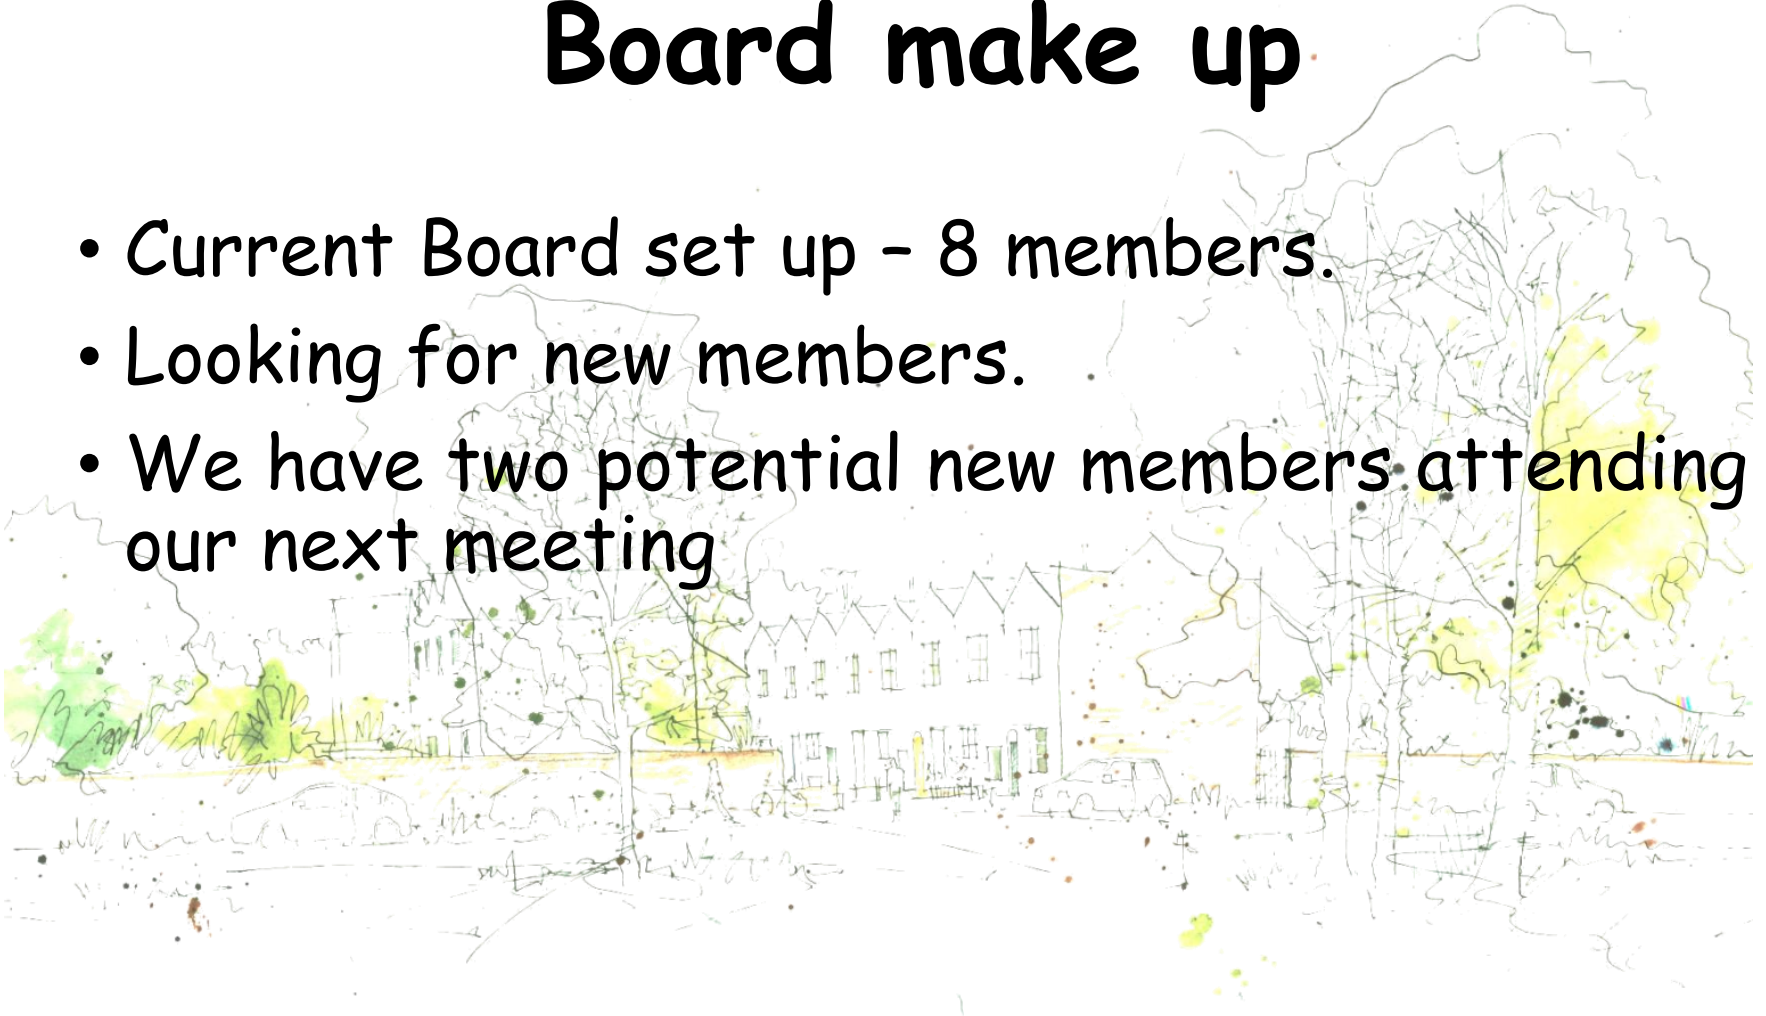 Board make up
• Current Board set up – 8 members.
• Looking for new members.
• We have two potential new members attending
our next meeting